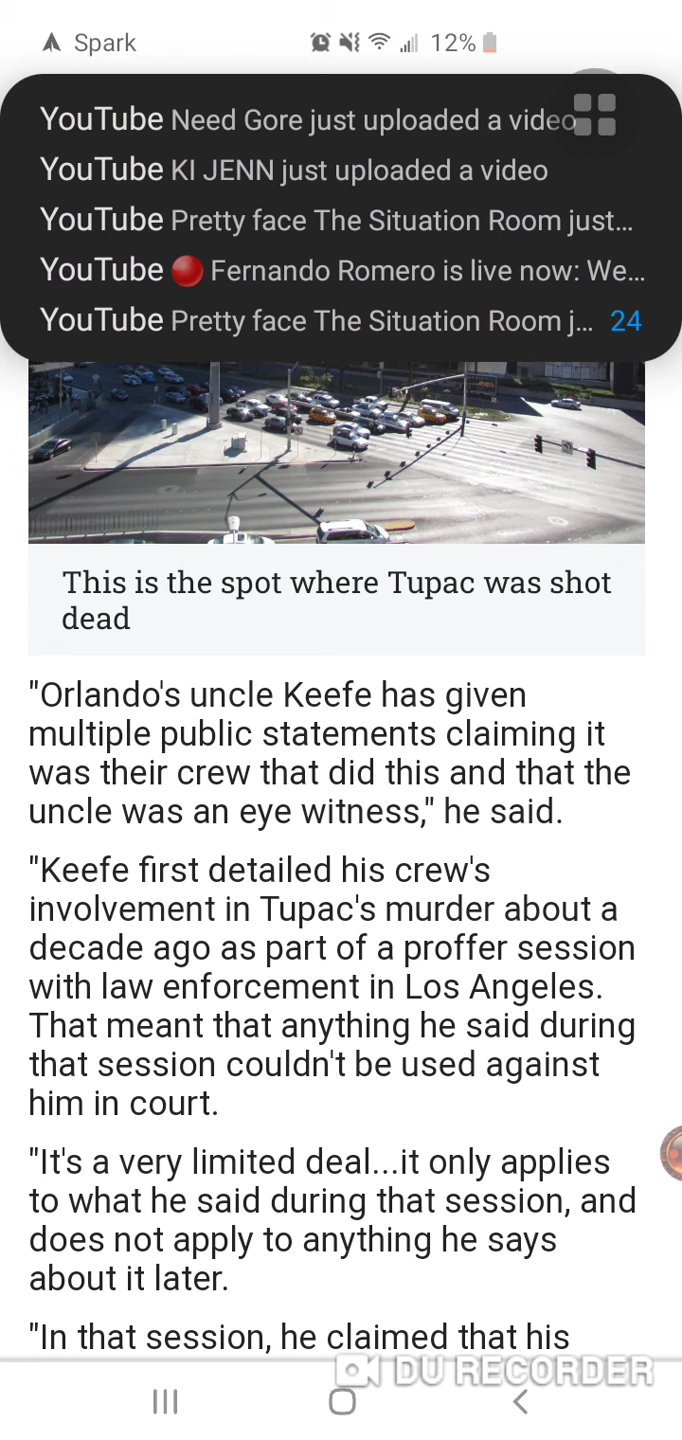 Spark 12%
YouTube Need Gore just uploaded a video
YouTube KI JENN just uploaded a video
YouTube Pretty face The Situation Room just...
YouTube 🔴 Fernando Romero is live now: We...
YouTube Pretty face The Situation Room j... 24
This is the spot where Tupac was shot
dead
"Orlando's uncle Keefe has given
multiple public statements claiming it
was their crew that did this and that the
uncle was an eye witness," he said.
"Keefe first detailed his crew's
involvement in Tupac's murder about a
decade ago as part of a proffer session
with law enforcement in Los Angeles.
That meant that anything he said during
that session couldn't be used against
him in court.
"It's a very limited deal...it only applies
to what he said during that session, and
does not apply to anything he says
about it later.
"In that session, he claimed that his
DU RECORDER